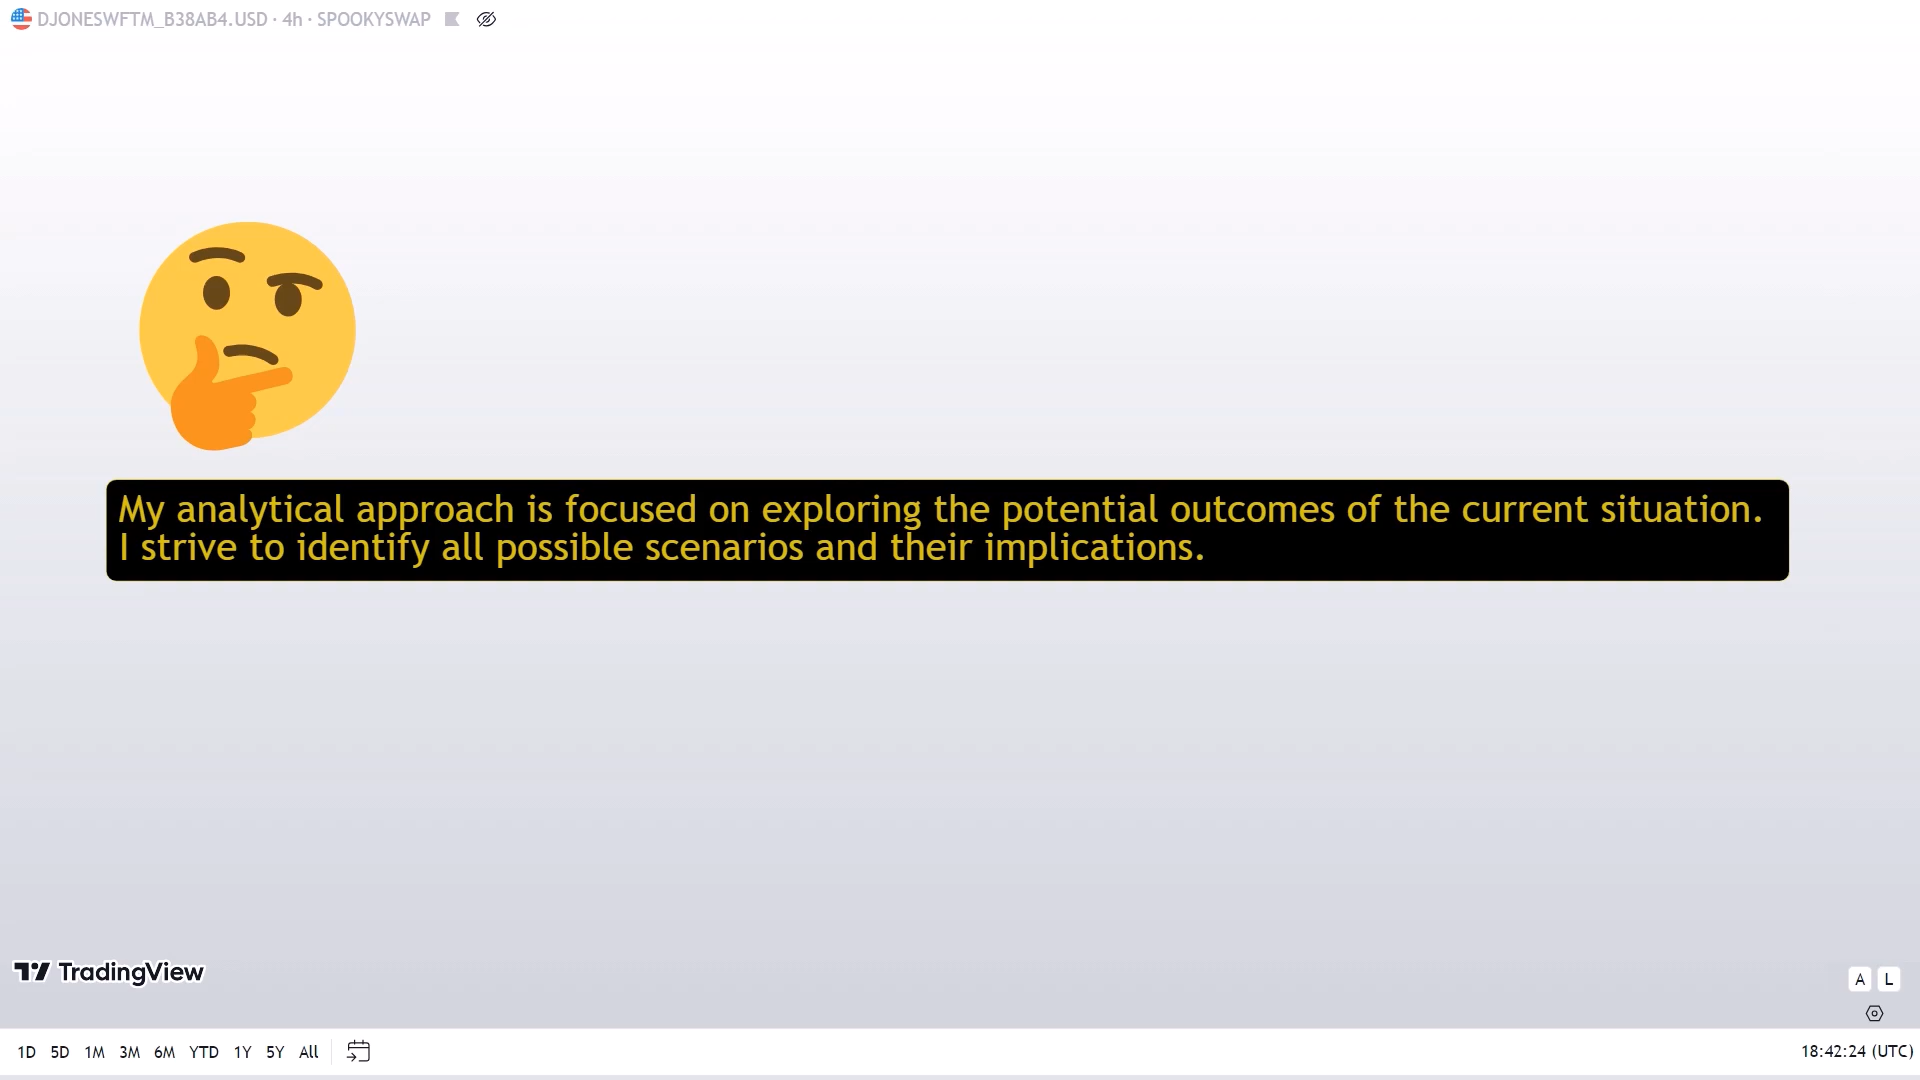 DJONESWFTM_B38AB4.USD · 4h · SPOOKYSWAP
My analytical approach is focused on exploring the potential outcomes of the current situation.
I strive to identify all possible scenarios and their implications.
TradingView
A L
1D 5D 1M 3M 6M YTD 1Y 5Y All
18:42:24 (UTC)